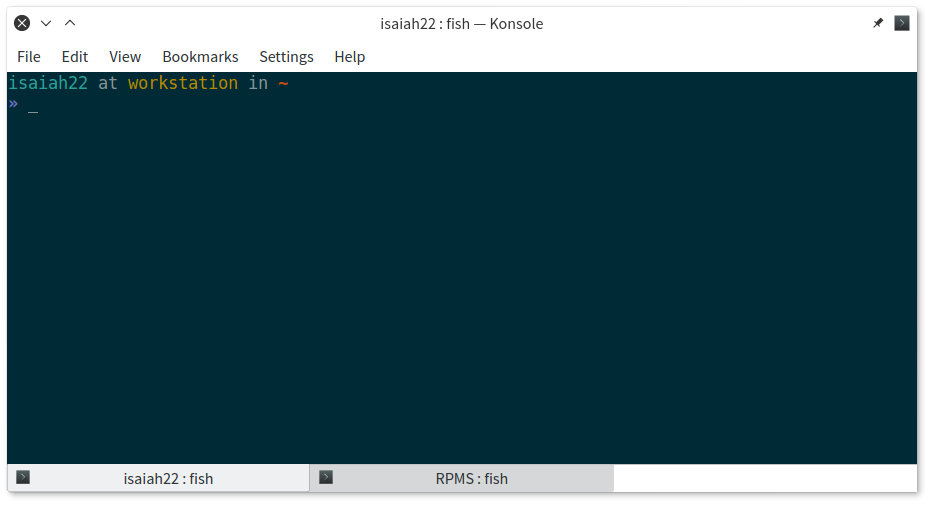 isaiah22 : fish — Konsole
File Edit View Bookmarks Settings Help
isaiah22 at workstation in ~
» _
isaiah22 : fish RPMS : fish